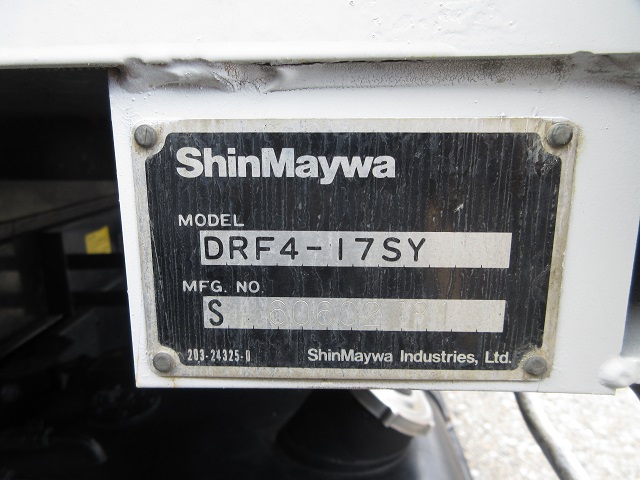 ShinMaywa
MODEL
DRF4-17SY
MFG. NO.
S
203-24325-0
ShinMaywa Industries, Ltd.